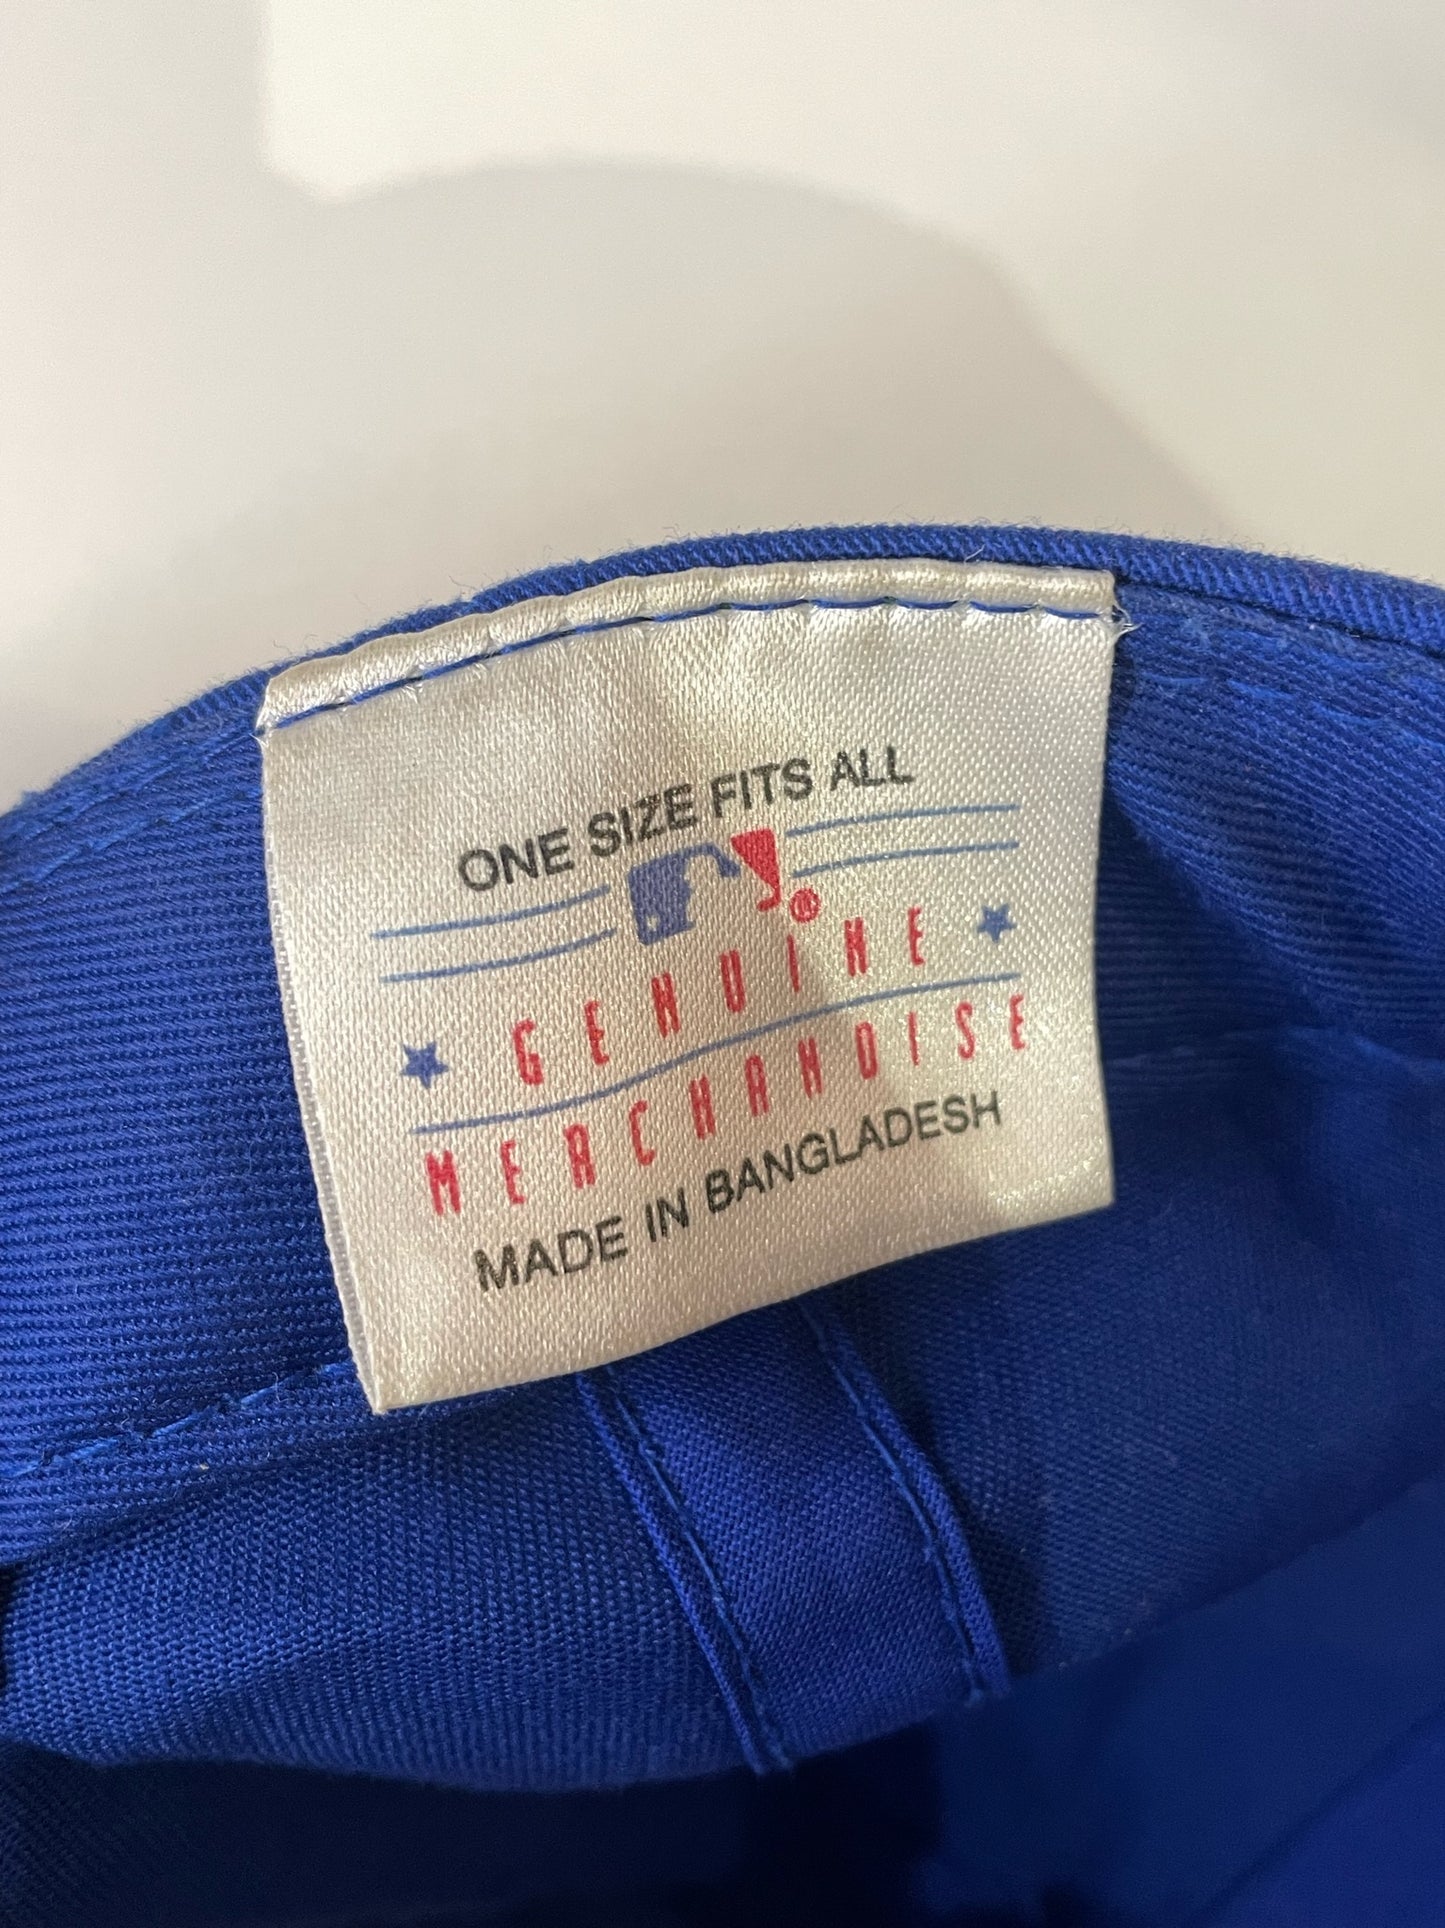 ONE SIZE FITS ALL
®
GENUINE
MERCHANDISE
MADE IN BANGLADESH